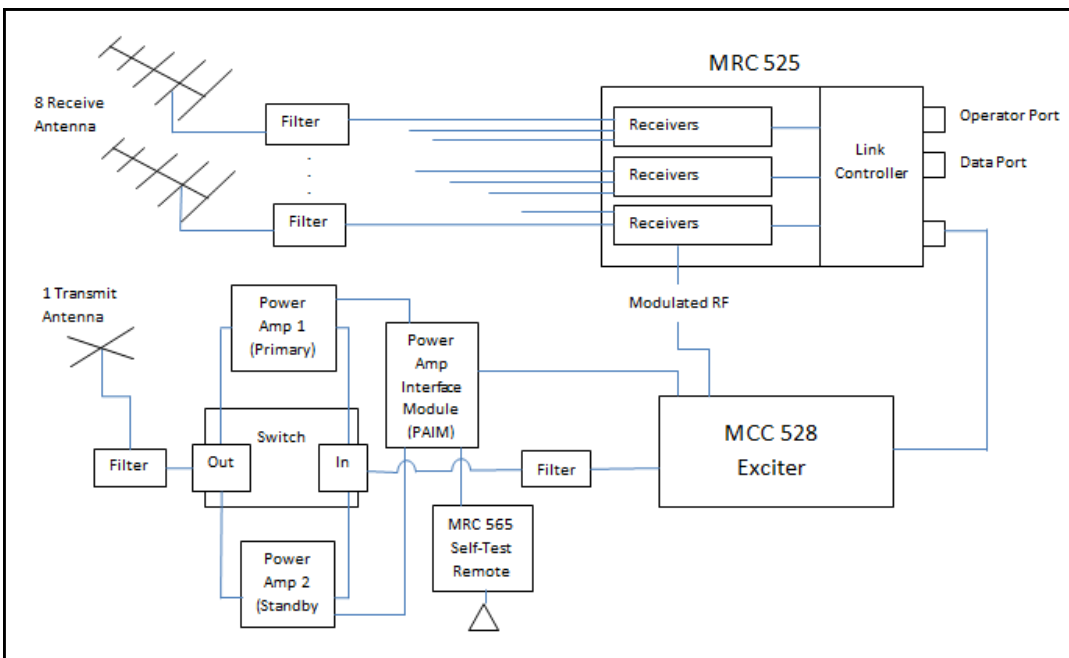 MRC 525
8 Receive
Antenna
Filter
.
.
.
Filter
Receivers
Receivers
Receivers
Link
Controller
Operator Port
Data Port
Modulated RF
1 Transmit
Antenna
Power
Amp 1
(Primary)
Power
Amp
Interface
Module
(PAIM)
Switch
Filter
Out
In
Filter
MCC 528
Exciter
MRC 565
Self-Test
Remote
Power
Amp 2
(Standby